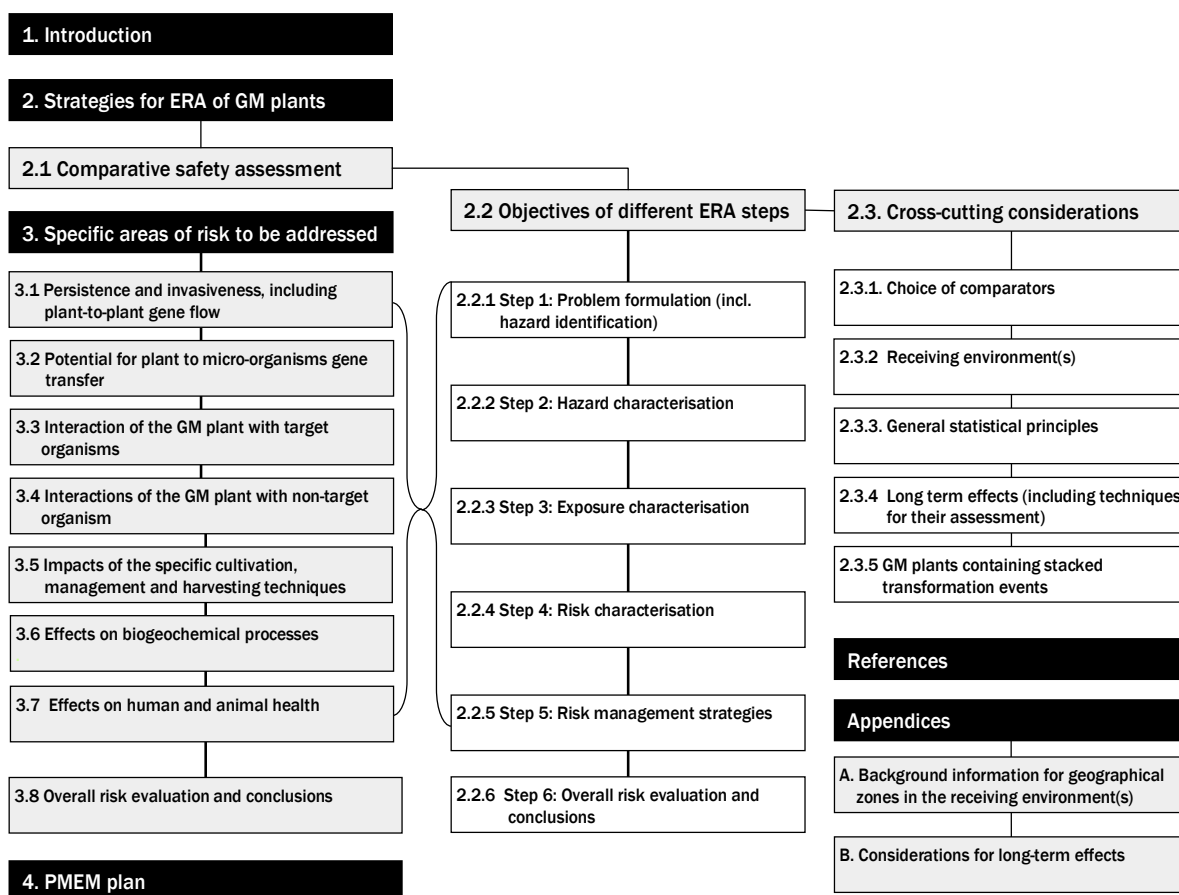 1. Introduction
2. Strategies for ERA of GM plants
2.1 Comparative safety assessment
3. Specific areas of risk to be addressed
3.1 Persistence and invasiveness, including
plant-to-plant gene flow
3.2 Potential for plant to micro-organisms gene
transfer
3.3 Interaction of the GM plant with target
organisms
3.4 Interactions of the GM plant with non-target
organism
3.5 Impacts of the specific cultivation,
management and harvesting techniques
3.6 Effects on biogeochemical processes
3.7 Effects on human and animal health
3.8 Overall risk evaluation and conclusions
4. PMEM plan
2.2 Objectives of different ERA steps
2.2.1 Step 1: Problem formulation (incl.
hazard identification)
2.2.2 Step 2: Hazard characterisation
2.2.3 Step 3: Exposure characterisation
2.2.4 Step 4: Risk characterisation
2.2.5 Step 5: Risk management strategies
2.2.6 Step 6: Overall risk evaluation and
conclusions
2.3. Cross-cutting considerations
2.3.1. Choice of comparators
2.3.2 Receiving environment(s)
2.3.3. General statistical principles
2.3.4 Long term effects (including techniques
for their assessment)
2.3.5 GM plants containing stacked
transformation events
References
Appendices
A. Background information for geographical
zones in the receiving environment(s)
B. Considerations for long-term effects